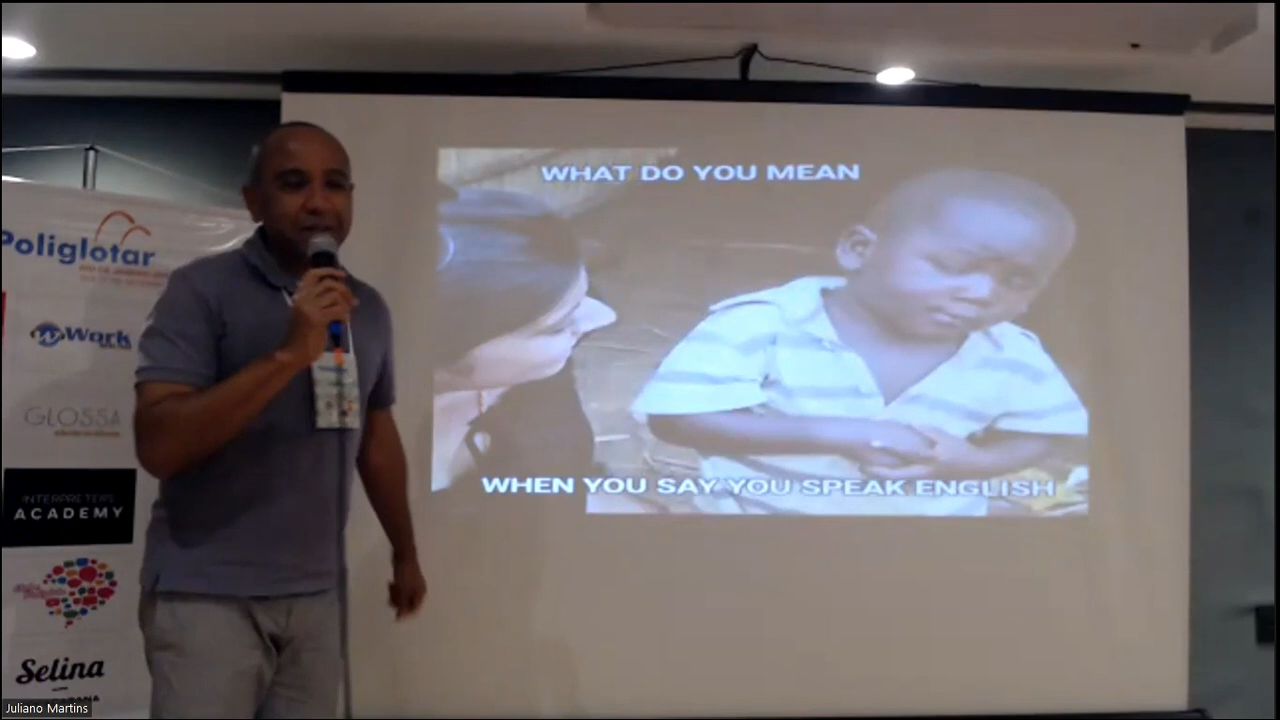 WHAT DO YOU MEAN
WHEN YOU SAY YOU SPEAK ENGLISH
Poliglotar
Work
GLOSSA
INTERPRETERS
ACADEMY
Selina
Juliano Martins